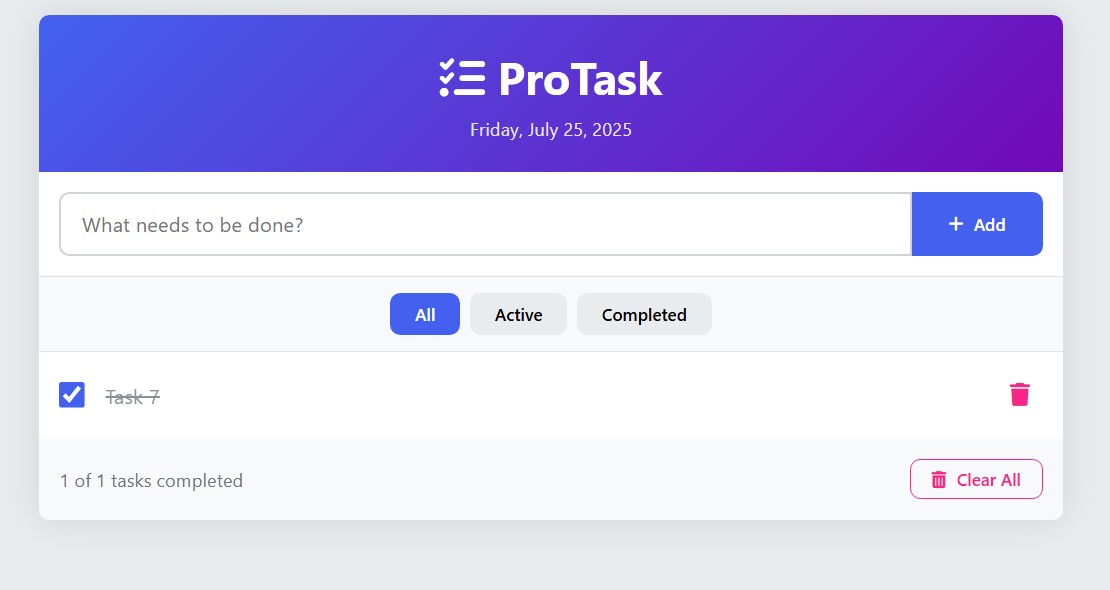 ProTask
Friday, July 25, 2025
What needs to be done?
Add
All
Active
Completed
Task 7
1 of 1 tasks completed
Clear All